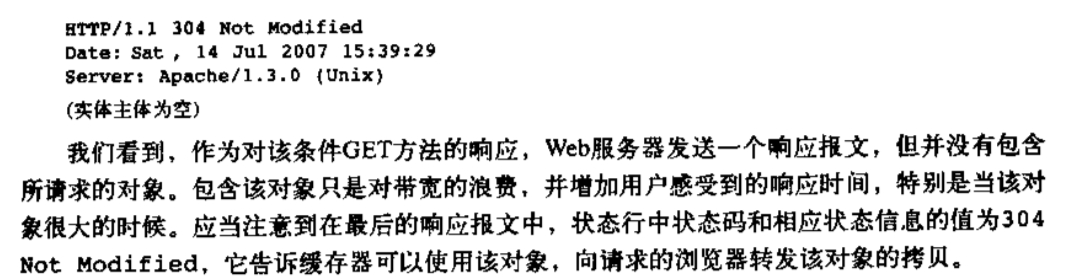 HTTP/1.1 304 Not Modified
Date: Sat , 14 Jul 2007 15:39:29
Server: Apache/1.3.0 (Unix)
(实体主体为空)
我们看到，作为对该条件GET方法的响应，Web服务器发送一个响应报文，但并没有包含
所请求的对象。包含该对象只是对带宽的浪费，并增加用户感受到的响应时间，特别是当该对
象很大的时候。应当注意到在最后的响应报文中，状态行中状态码和相应状态信息的值为304
Not Modified，它告诉缓存器可以使用该对象，向请求的浏览器转发该对象的拷贝。